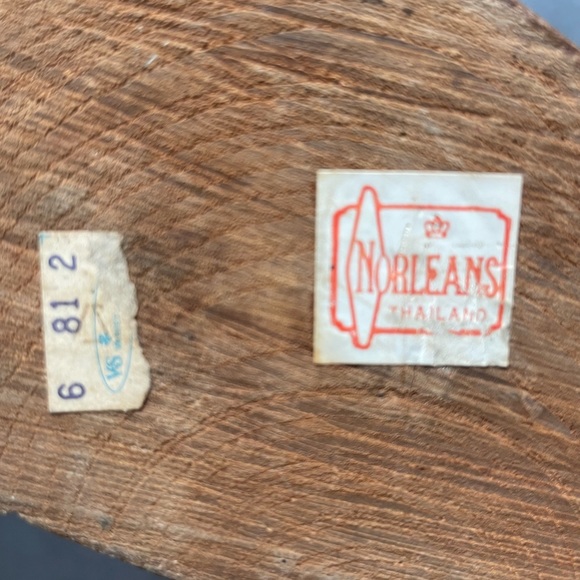 6 81 2
V&S
NORLEANS
THAILAND